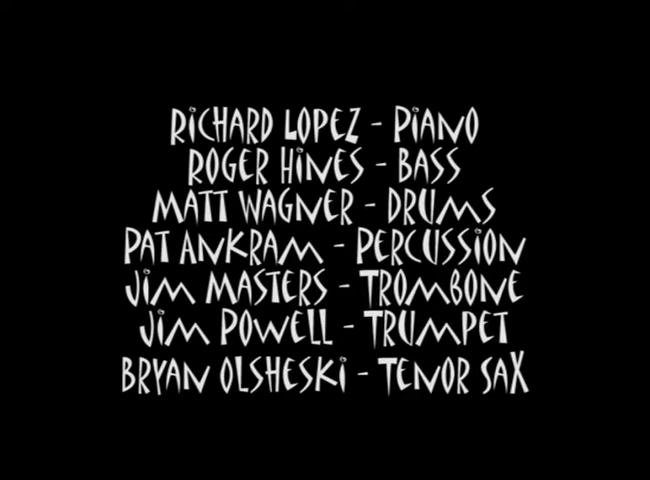 RiCHARD LOPEZ - PiANO
ROGER HiNES - BASS
MATT WAGNER - DRUMS
PAT ANKRAM - PERCUSSiON
JiM MASTERS - TROMBONE
JiM POWELL - TRUMPET
BRYAN OLSHESKi - TENOR SAX